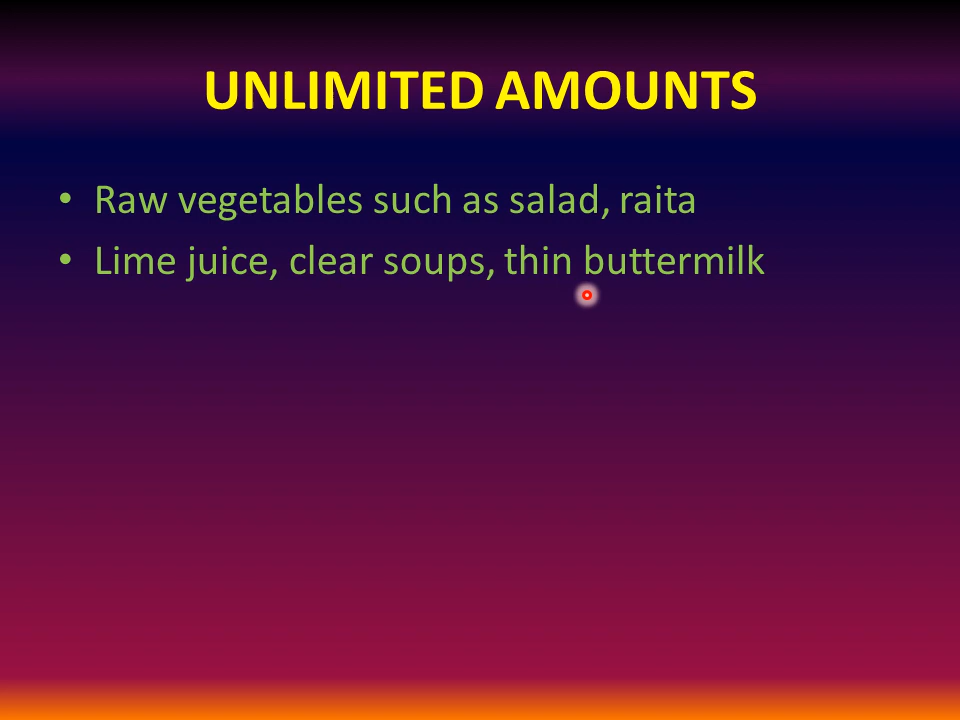 UNLIMITED AMOUNTS
• Raw vegetables such as salad, raita
• Lime juice, clear soups, thin buttermilk